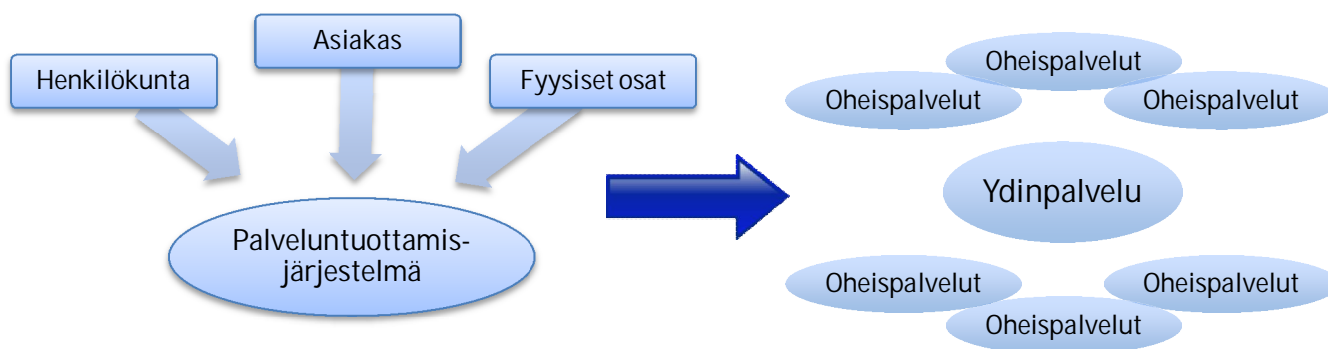 Asiakas
Henkilökunta
Fyysiset osat
Palveluntuottamis-
järjestelmä
Oheispalvelut
Oheispalvelut
Oheispalvelut
Ydinpalvelu
Oheispalvelut
Oheispalvelut
Oheispalvelut